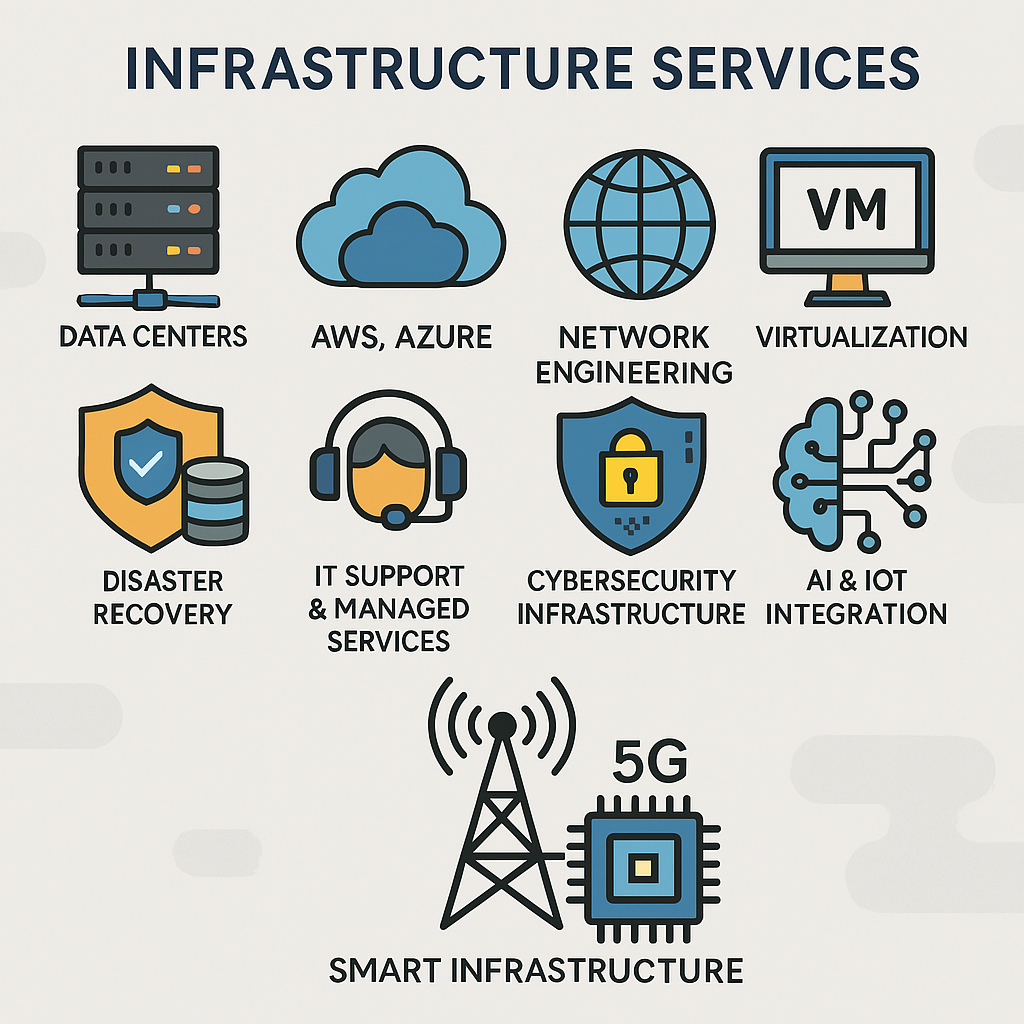 INFRASTRUCTURE SERVICES
VM
DATA CENTERS
AWS, AZURE
NETWORK
ENGINEERING
VIRTUALIZATION
DISASTER
RECOVERY
IT SUPPORT
& MANAGED
SERVICES
CYBERSECURITY
INFRASTRUCTURE
AI & IOT
INTEGRATION
5G
SMART INFRASTRUCTURE